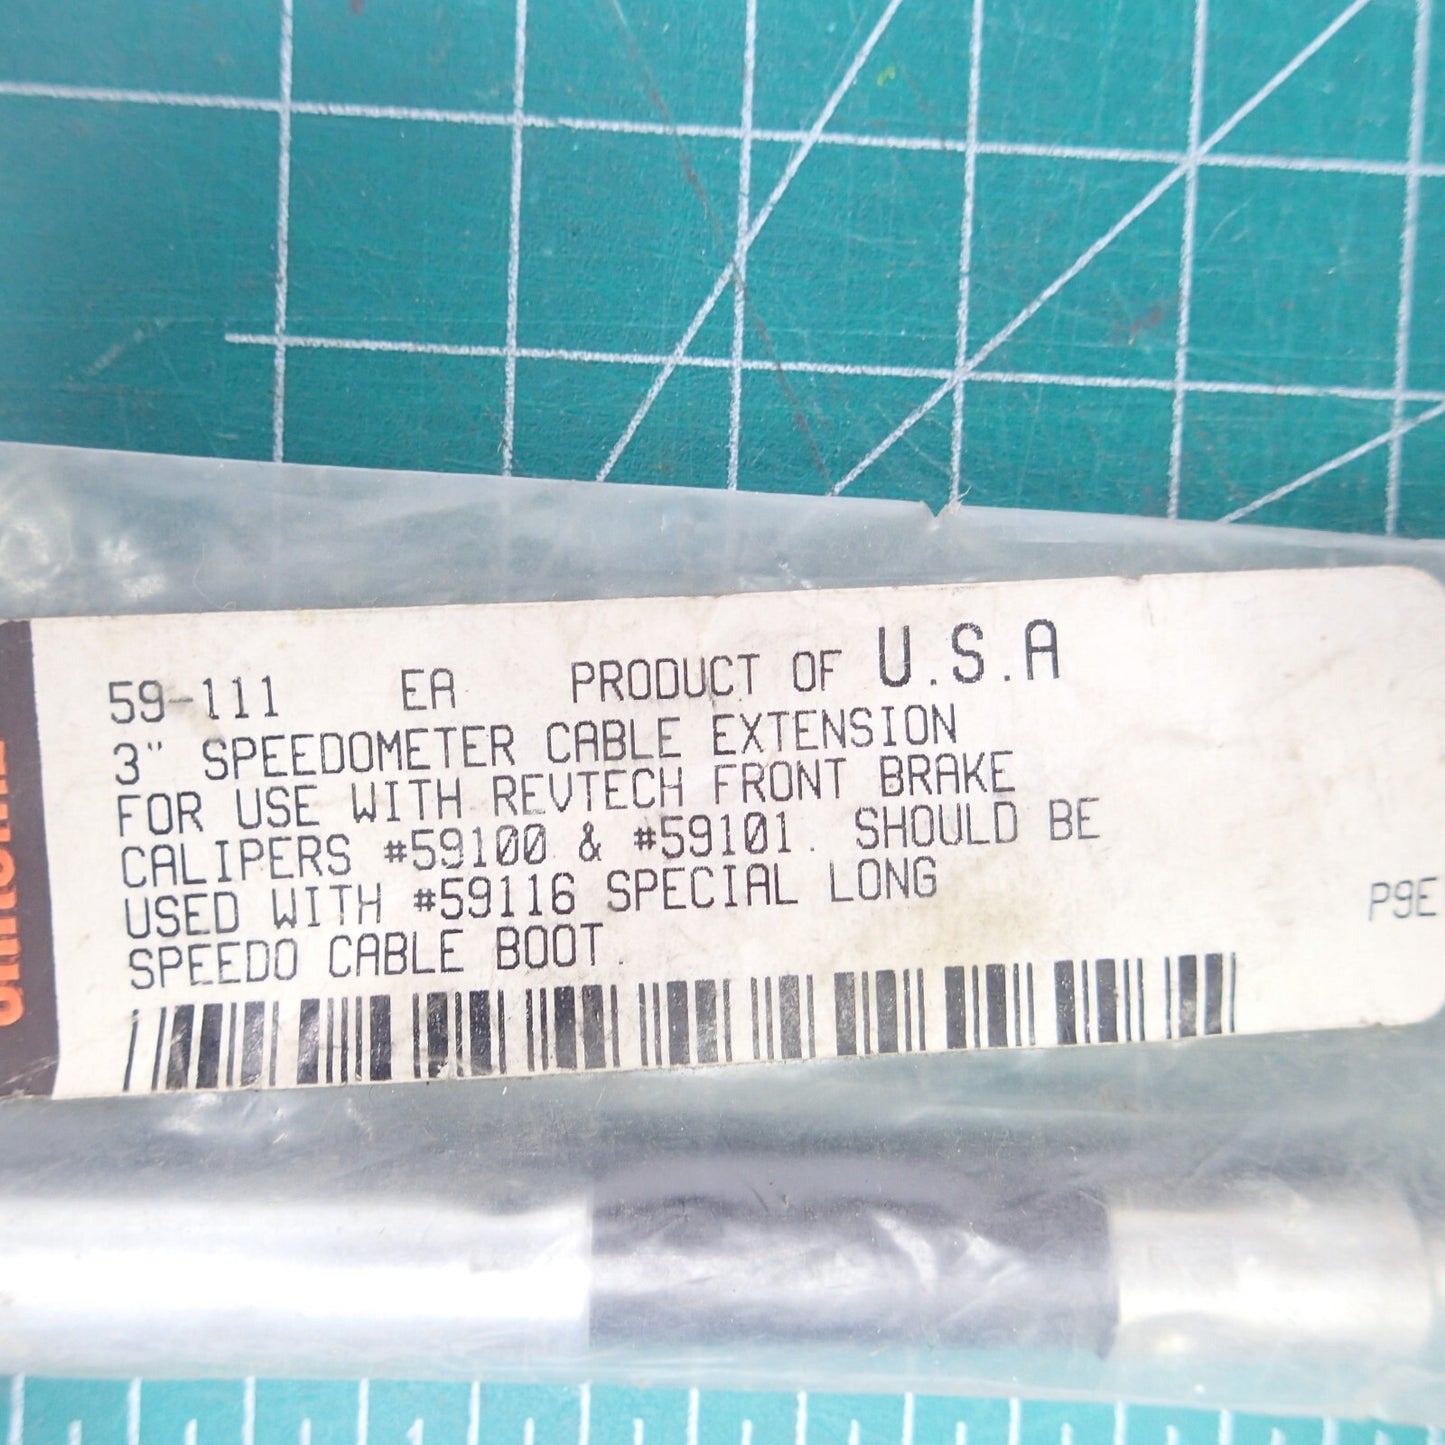 59-111 EA PRODUCT OF U.S.A
3" SPEEDOMETER CABLE EXTENSION
FOR USE WITH REVTECH FRONT BRAKE
CALIPERS #59100 & #59101. SHOULD BE
USED WITH #59116 SPECIAL LONG
SPEEDO CABLE BOOT.
P9E